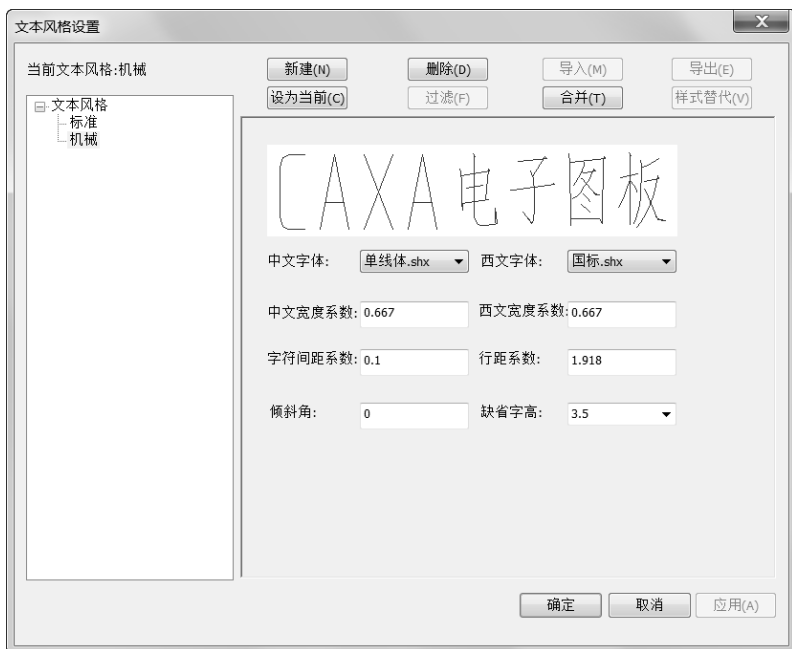 文本风格设置
X
当前文本风格:机械
新建(N) 删除(D) 导入(M) 导出(E)
设为当前(C) 过滤(F) 合并(T) 样式替代(V)
文本风格
标准
机械
CAXA电子图板
中文字体: 单线体.shx 西文字体: 国标.shx
中文宽度系数: 0.667 西文宽度系数: 0.667
字符间距系数: 0.1 行距系数: 1.918
倾斜角: 0 缺省字高: 3.5
确定 取消 应用(A)